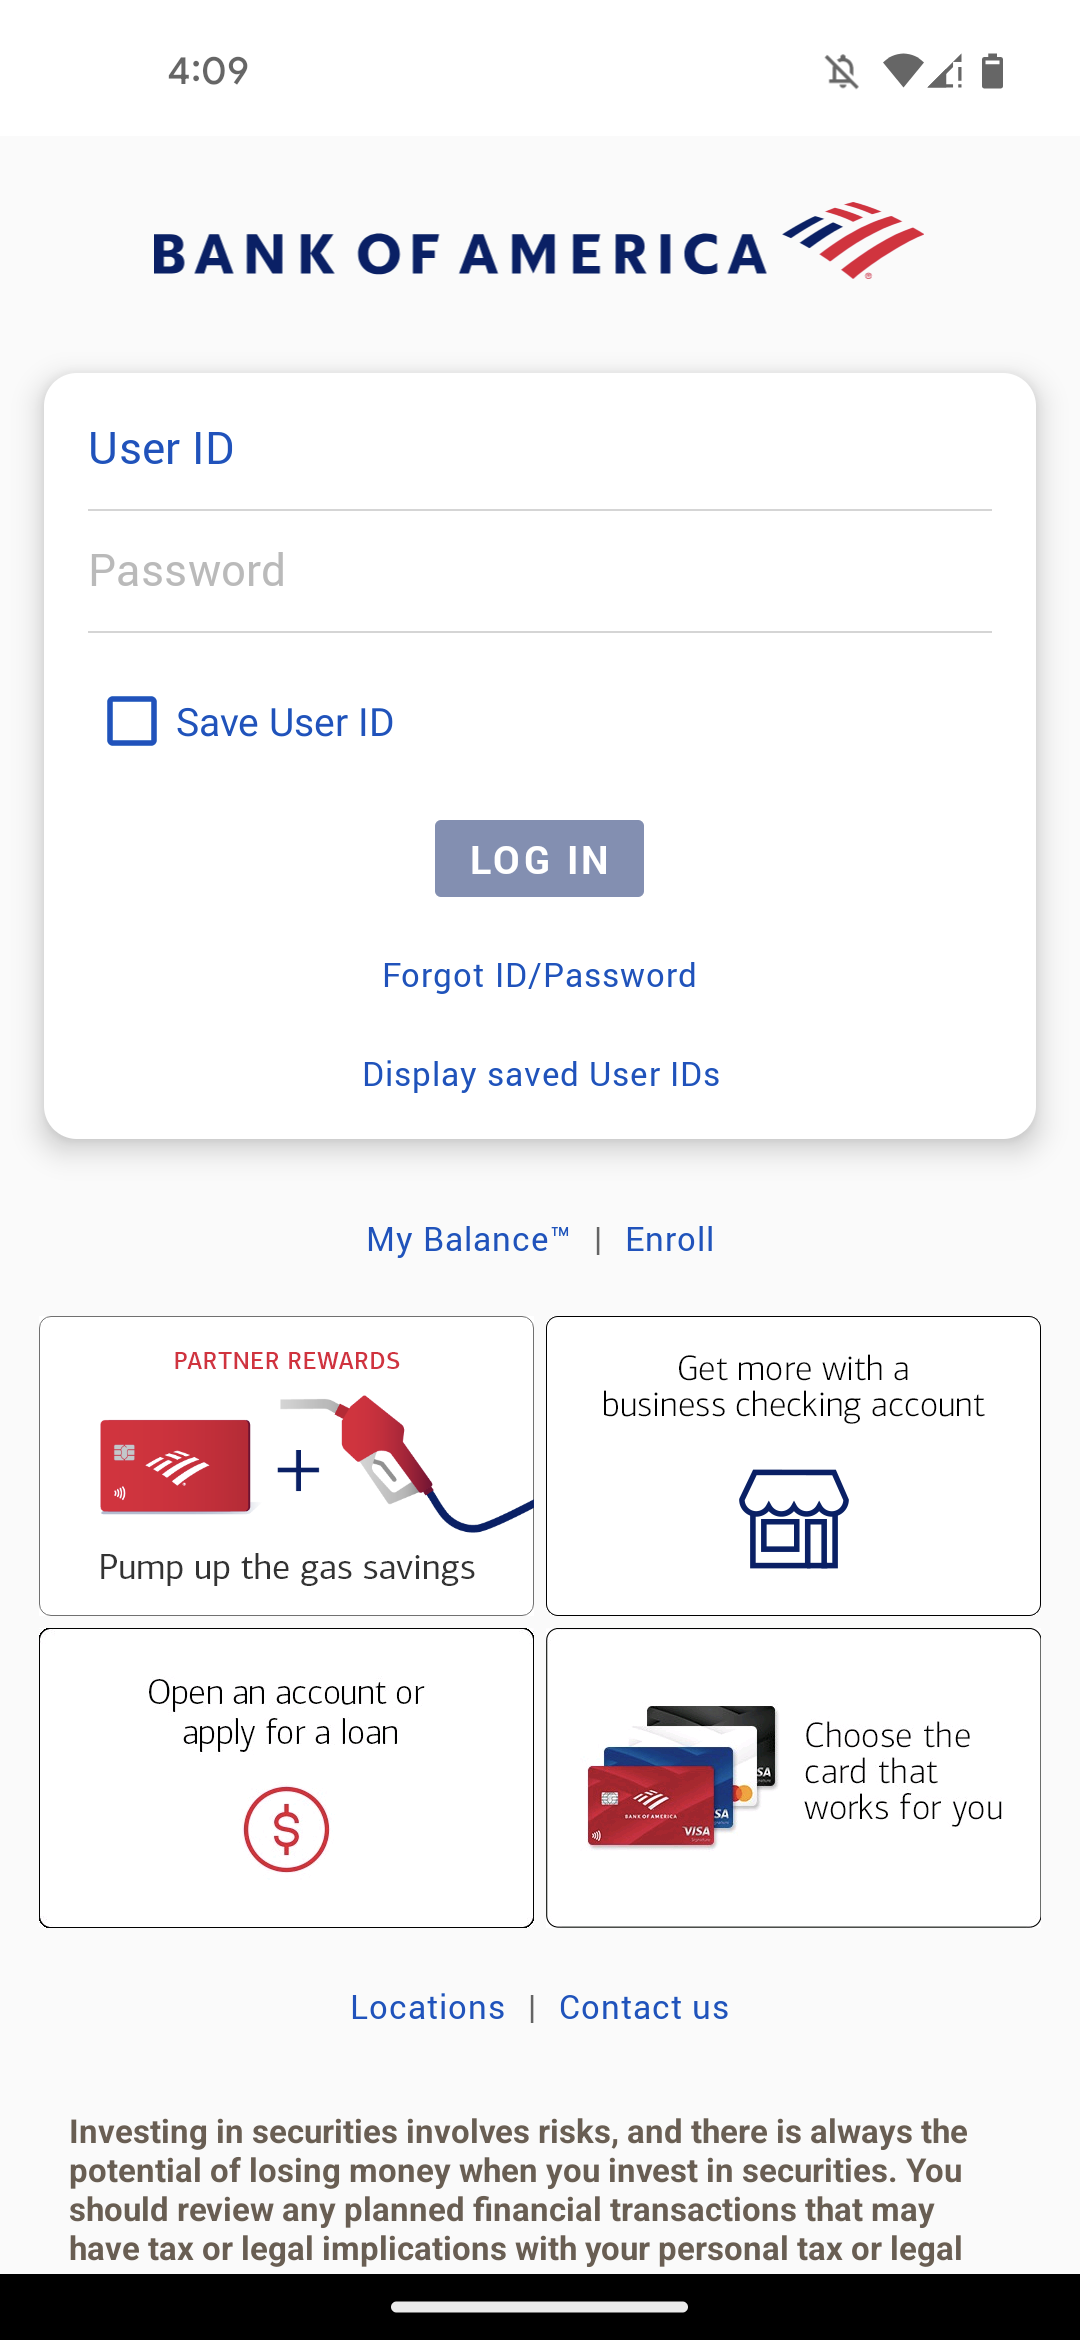 4:09
BANK OF AMERICA
User ID
Password
Save User ID
LOG IN
Forgot ID/Password
Display saved User IDs
My Balance™ | Enroll
PARTNER REWARDS
Pump up the gas savings
Get more with a
business checking account
Open an account or
apply for a loan
$
Choose the
card that
works for you
BANK OF AMERICA
VISA
Locations | Contact us
Investing in securities involves risks, and there is always the
potential of losing money when you invest in securities. You
should review any planned financial transactions that may
have tax or legal implications with your personal tax or legal